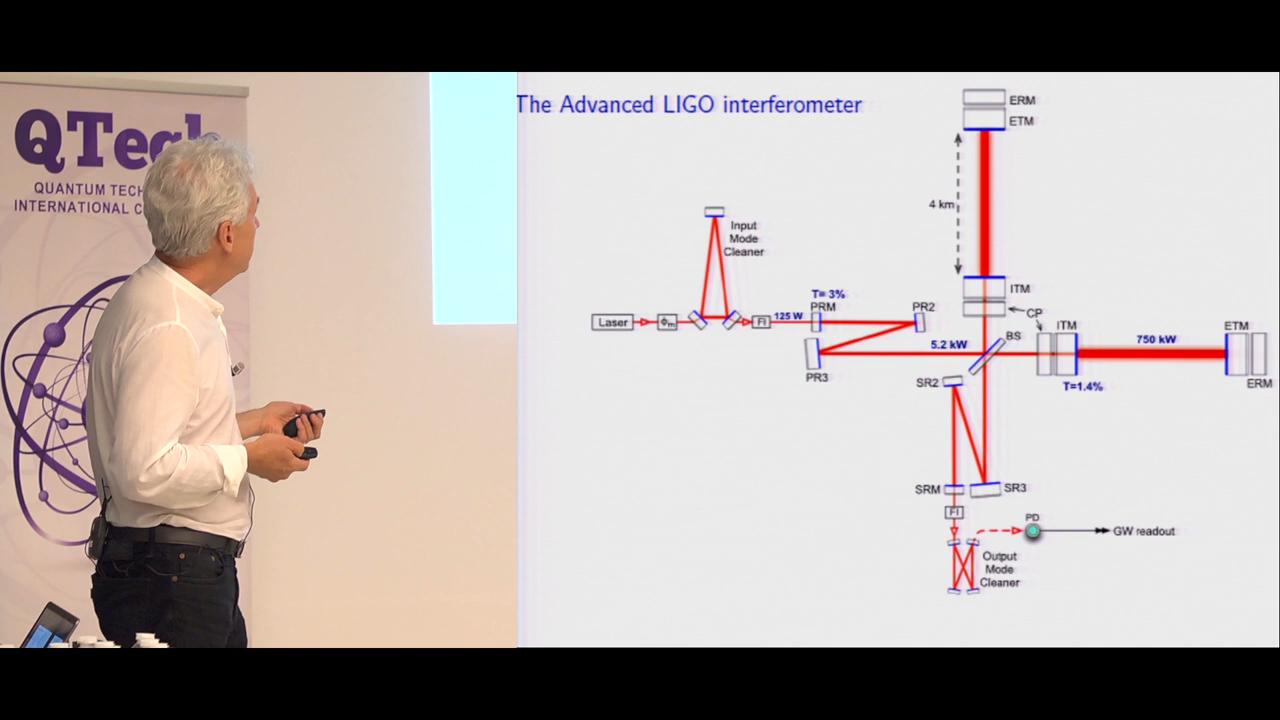 QTech
QUANTUM TECH
INTERNATIONAL C
The Advanced LIGO interferometer
ERM
ETM
4 km
Input
Mode
Cleaner
ITM
T= 3%
PRM
PR2
CP
Laser
Φm
FI
125 W
BS
ITM
ETM
5.2 kW
750 kW
PR3
SR2
T=1.4%
ERM
SRM
SR3
FI
PD
GW readout
Output
Mode
Cleaner